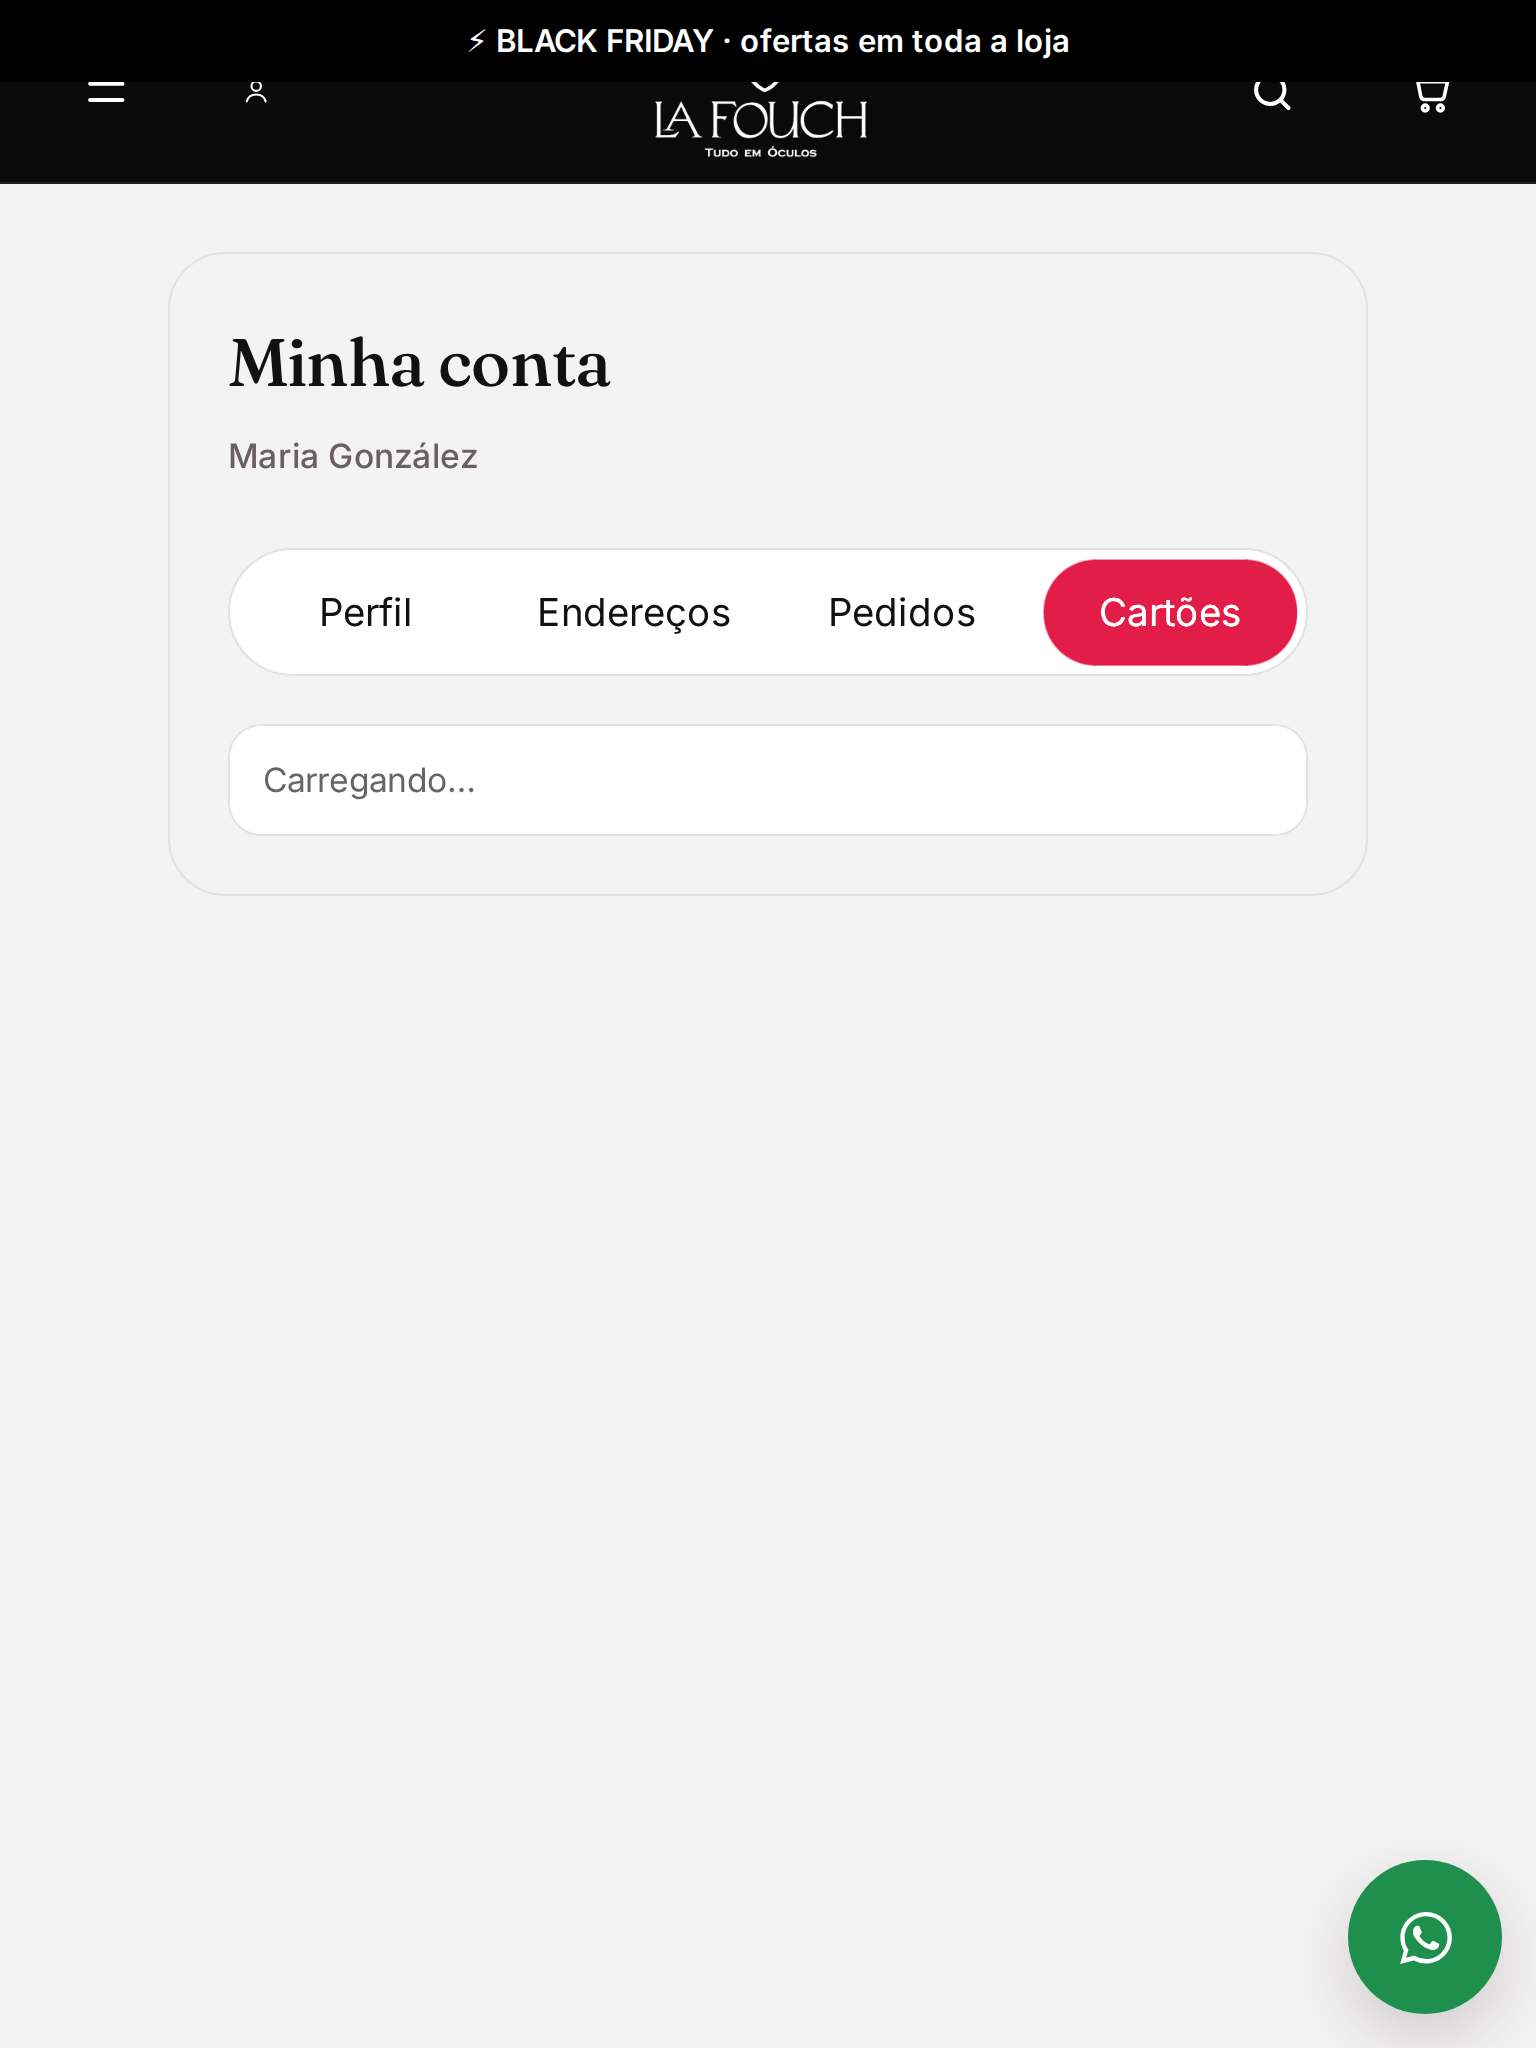 ⚡ BLACK FRIDAY · ofertas em toda a loja
LA FOUCH
TUDO EM ÓCULOS
Minha conta
Maria González
Perfil Endereços Pedidos Cartões
Carregando...